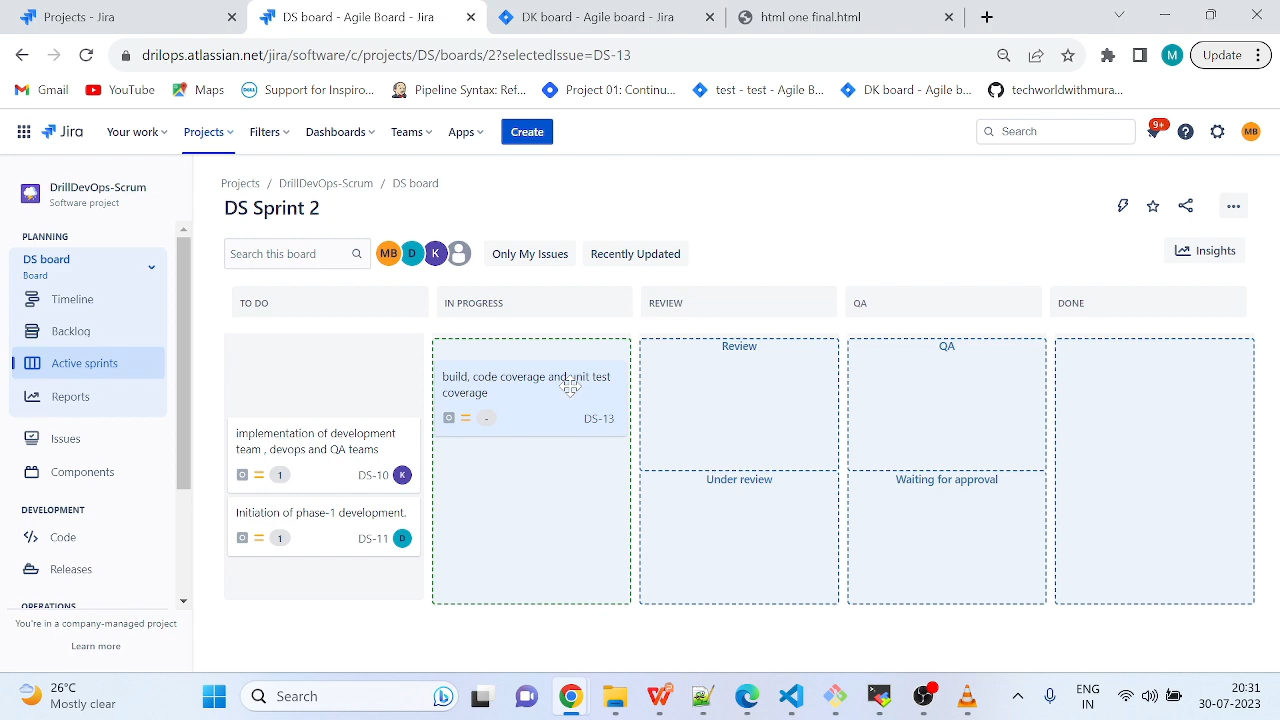 Projects - Jira
DS board - Agile Board - Jira
DK board - Agile board - Jira
html one final.html
drilops.atlassian.net/jira/software/c/projects/DS/boards/2?selectedIssue=DS-13
Update
Gmail
YouTube
Maps
Support for Inspiro...
Pipeline Syntax: Ref...
Project 01: Continu...
test - test - Agile B...
DK board - Agile b...
techworldwithmura...
Jira
Your work
Projects
Filters
Dashboards
Teams
Apps
Create
Search
9+
MB
DrillDevOps-Scrum
Software project
PLANNING
DS board
Board
Timeline
Backlog
Active sprints
Reports
Issues
Components
DEVELOPMENT
Code
Releases
OPERATIONS
You're in a company-managed project
Learn more
Projects / DrillDevOps-Scrum / DS board
DS Sprint 2
Search this board
MB D K
Only My Issues
Recently Updated
Insights
TO DO
IN PROGRESS
REVIEW
QA
DONE
implementation of development
team , devops and QA teams
1 DS-10 K
Initiation of phase-1 development.
1 DS-11 D
build, code coverage and unit test
coverage
- DS-13
Review
Under review
QA
Waiting for approval
26°C
Mostly clear
Search
ENG
IN
20:31
30-07-2023
M